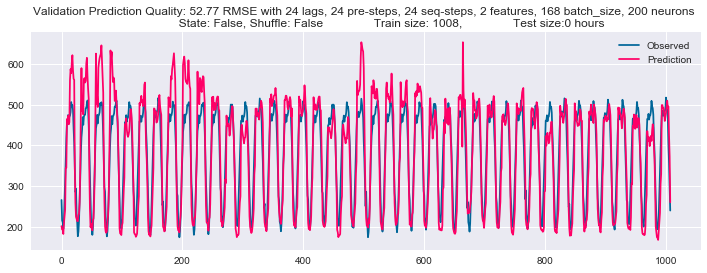 Validation Prediction Quality: 52.77 RMSE with 24 lags, 24 pre-steps, 24 seq-steps, 2 features, 168 batch_size, 200 neurons
State: False, Shuffle: False Train size: 1008, Test size:0 hours
Observed
Prediction
600
500
400
300
200
0 200 400 600 800 1000